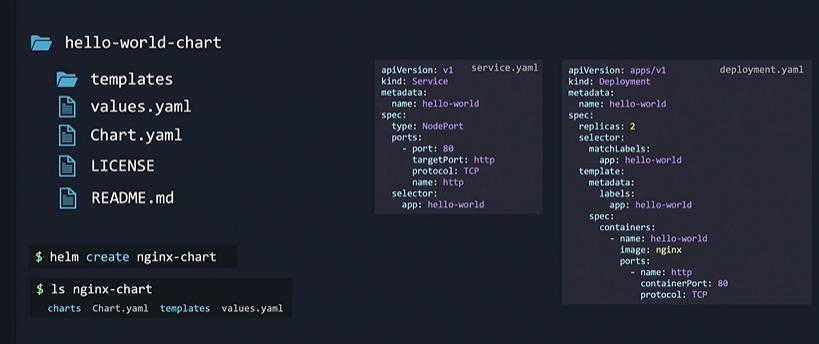 hello-world-chart
templates
values.yaml
Chart.yaml
LICENSE
README.md
$ helm create nginx-chart
$ ls nginx-chart
charts Chart.yaml templates values.yaml
service.yaml
apiVersion: v1
kind: Service
metadata:
  name: hello-world
spec:
  type: NodePort
  ports:
    - port: 80
      targetPort: http
      protocol: TCP
      name: http
  selector:
    app: hello-world
deployment.yaml
apiVersion: apps/v1
kind: Deployment
metadata:
  name: hello-world
spec:
  replicas: 2
  selector:
    matchLabels:
      app: hello-world
  template:
    metadata:
      labels:
        app: hello-world
    spec:
      containers:
        - name: hello-world
          image: nginx
          ports:
            - name: http
              containerPort: 80
              protocol: TCP